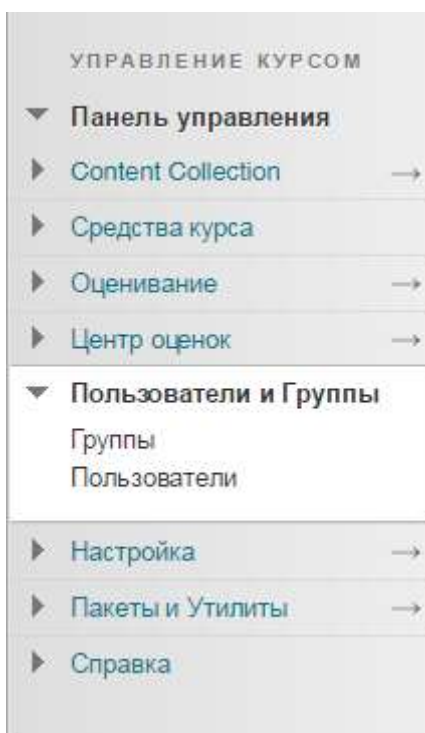 УПРАВЛЕНИЕ КУРСОМ
Панель управления
Content Collection
Средства курса
Оценивание
Центр оценок
Пользователи и Группы
Группы
Пользователи
Настройка
Пакеты и Утилиты
Справка